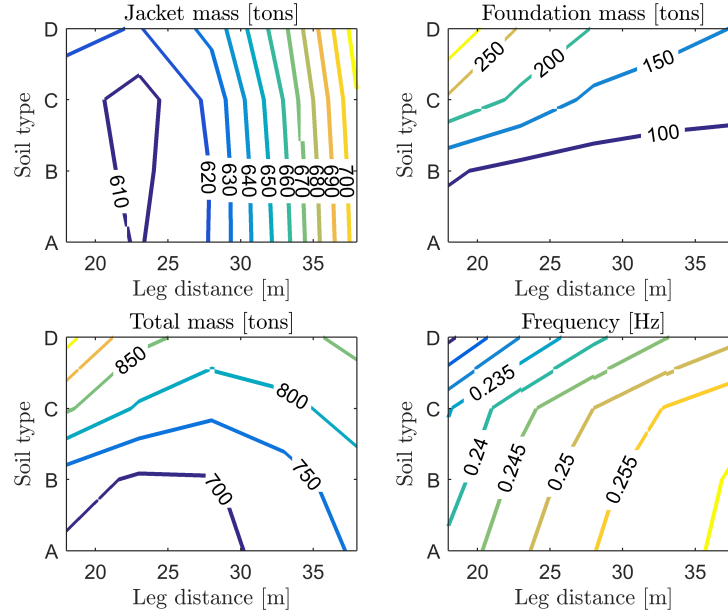 Jacket mass [tons]
D
C
B
A
Soil type
610
620
630
640
650
660
670
680
690
700
20
25
30
35
Leg distance [m]
Foundation mass [tons]
D
C
B
A
Soil type
250
200
150
100
20
25
30
35
Leg distance [m]
Total mass [tons]
D
C
B
A
Soil type
850
800
750
700
20
25
30
35
Leg distance [m]
Frequency [Hz]
D
C
B
A
Soil type
0.235
0.24
0.245
0.25
0.255
20
25
30
35
Leg distance [m]